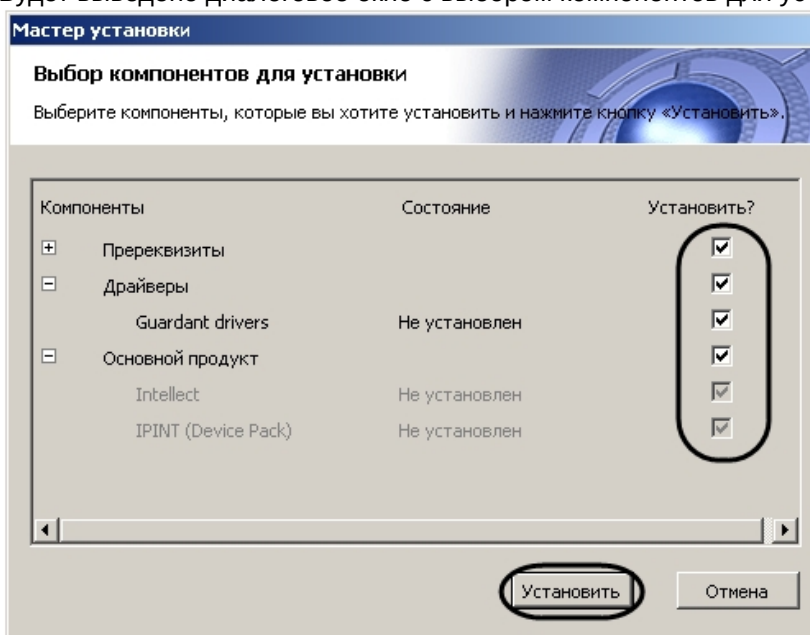 Мастер установки
Выбор компонентов для установки
Выберите компоненты, которые вы хотите установить и нажмите кнопку «Установить».
Компоненты Состояние Установить?
Пререквизиты
Драйверы
Guardant drivers Не установлен
Основной продукт
Intellect Не установлен
IPINT (Device Pack) Не установлен
Установить Отмена